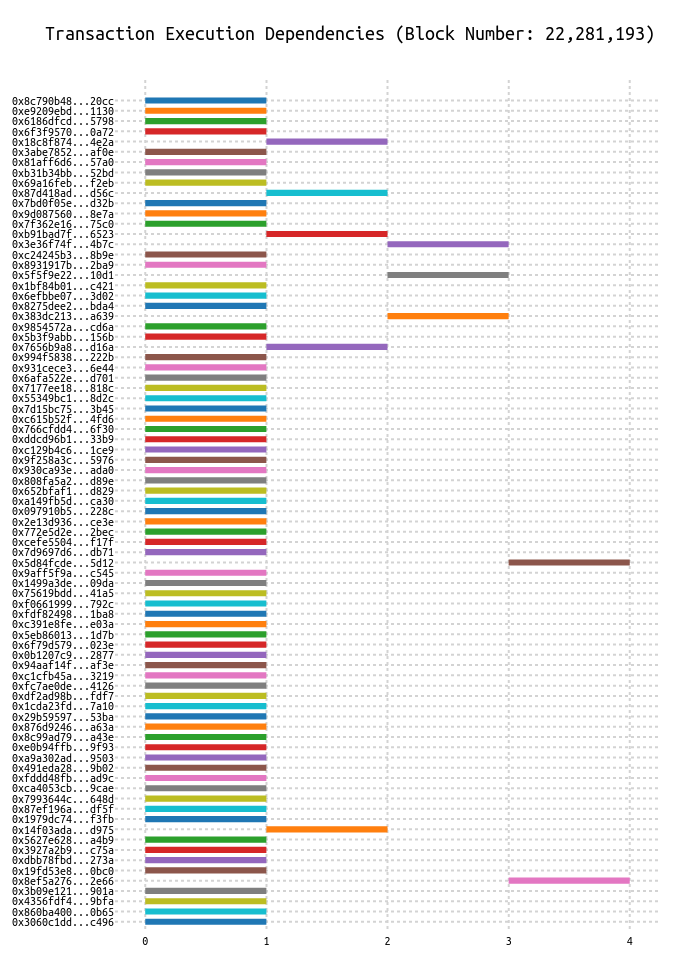 Transaction Execution Dependencies (Block Number: 22,281,193)
0x8c790b48...20cc
0xe9209ebd...1130
0x6186dfcd...5798
0x6f3f9570...0a72
0x18c8f874...4e2a
0x3abe7852...af0e
0x81aff6d6...57a0
0xb31b34bb...52bd
0x69a16feb...f2eb
0x87d418ad...d56c
0x7bd0f05e...d32b
0x9d087560...8e7a
0x7f362e16...75c0
0xb91bad7f...6523
0x3e36f74f...4b7c
0xc24245b3...8b9e
0x8931917b...2ba9
0x5f5f9e22...10d1
0x1bf84b01...c421
0x6efbbe07...3d02
0x8275dee2...bda4
0x383dc213...a639
0x9854572a...cd6a
0x5b3f9abb...156b
0x7656b9a8...d16a
0x994f5838...222b
0x931cece3...6e44
0x6afa522e...d701
0x7177ee18...818c
0x55349bc1...8d2c
0x7d15bc75...3b45
0xc615b52f...4fd6
0x766cfdd4...6f30
0xddcd96b1...33b9
0xc129b4c6...1ce9
0x9f258a3c...5976
0x930ca93e...ada0
0x808fa5a2...d89e
0x652bfaf1...d829
0xa149fb5d...ca30
0x097910b5...228c
0x2e13d936...ce3e
0x772e5d2e...2bec
0xcefe5504...f17f
0x7d9697d6...db71
0x5d84fcde...5d12
0x9aff5f9a...c545
0x1499a3de...09da
0x75619bdd...41a5
0xf0661999...792c
0xfdf82498...1ba8
0xc391e8fe...e03a
0x5eb86013...1d7b
0x6f79d579...023e
0x0b1207c9...2877
0x94aaf14f...af3e
0xc1cfb45a...3219
0xfc7ae0de...4126
0xdf2ad98b...fdf7
0x1cda23fd...7a10
0x29b59597...53ba
0x876d9246...a63a
0x8c99ad79...a43e
0xe0b94ffb...9f93
0xa9a302ad...9503
0x491eda28...9b02
0xfddd48fb...ad9c
0xca4053cb...9cae
0x7993644c...648d
0x87ef196a...df5f
0x1979dc74...f3fb
0x14f03ada...d975
0x5627e628...a4b9
0x3927a2b9...c75a
0xdbb78fbd...273a
0x19fd53e8...0bc0
0x8ef5a276...2e66
0x3b09e121...901a
0x4356fdf4...9bfa
0x860ba400...0b65
0x3060c1dd...c496
0 1 2 3 4